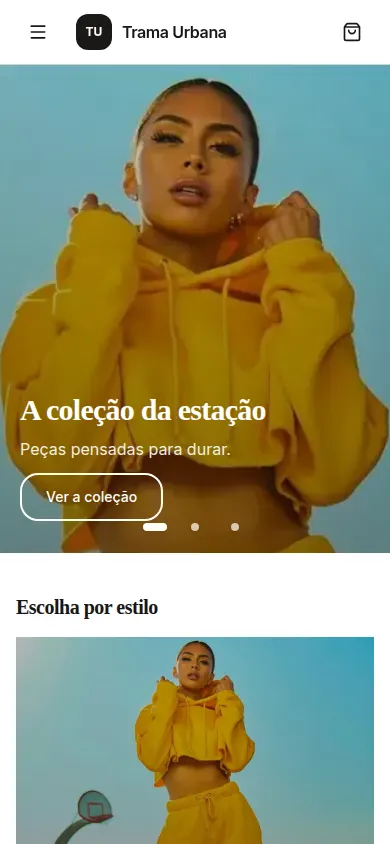 TU Trama Urbana
A coleção da estação
Peças pensadas para durar.
Ver a coleção
Escolha por estilo